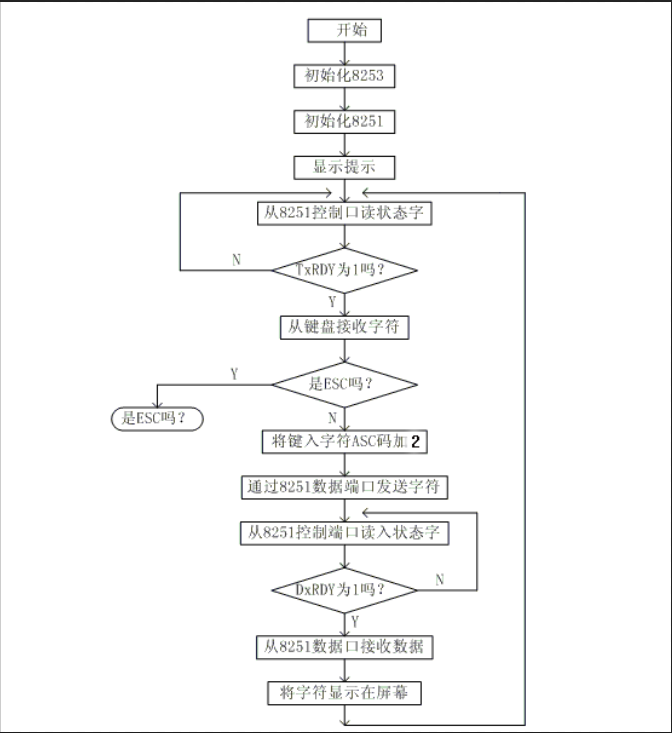 开始
初始化8253
初始化8251
显示提示
从8251控制口读状态字
TxRDY为1吗？
N
Y
从键盘接收字符
是ESC吗？
Y
是ESC吗？
N
将键入字符ASC码加2
通过8251数据端口发送字符
从8251控制端口读入状态字
DxRDY为1吗？
N
Y
从8251数据口接收数据
将字符显示在屏幕